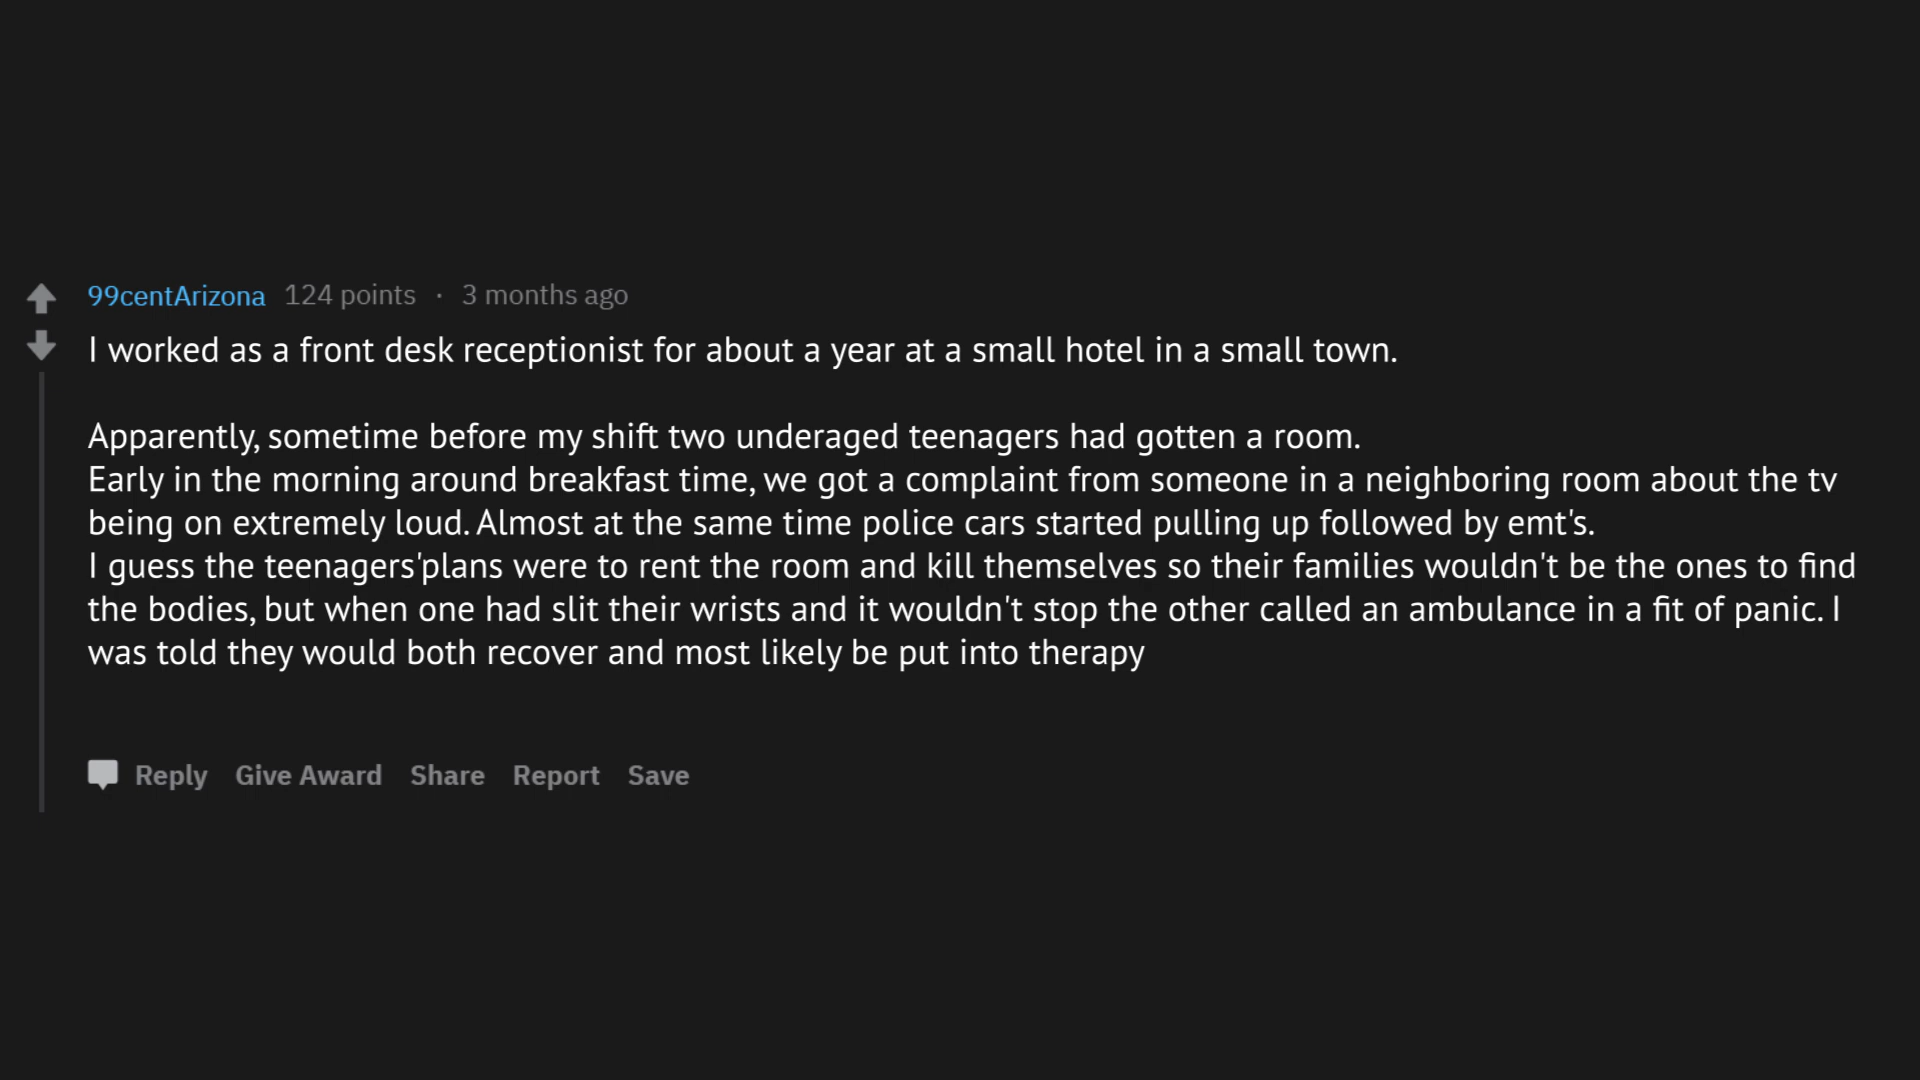 99centArizona 124 points · 3 months ago
I worked as a front desk receptionist for about a year at a small hotel in a small town.
Apparently, sometime before my shift two underaged teenagers had gotten a room.
Early in the morning around breakfast time, we got a complaint from someone in a neighboring room about the tv
being on extremely loud. Almost at the same time police cars started pulling up followed by emt's.
I guess the teenagers'plans were to rent the room and kill themselves so their families wouldn't be the ones to find
the bodies, but when one had slit their wrists and it wouldn't stop the other called an ambulance in a fit of panic. I
was told they would both recover and most likely be put into therapy
Reply Give Award Share Report Save